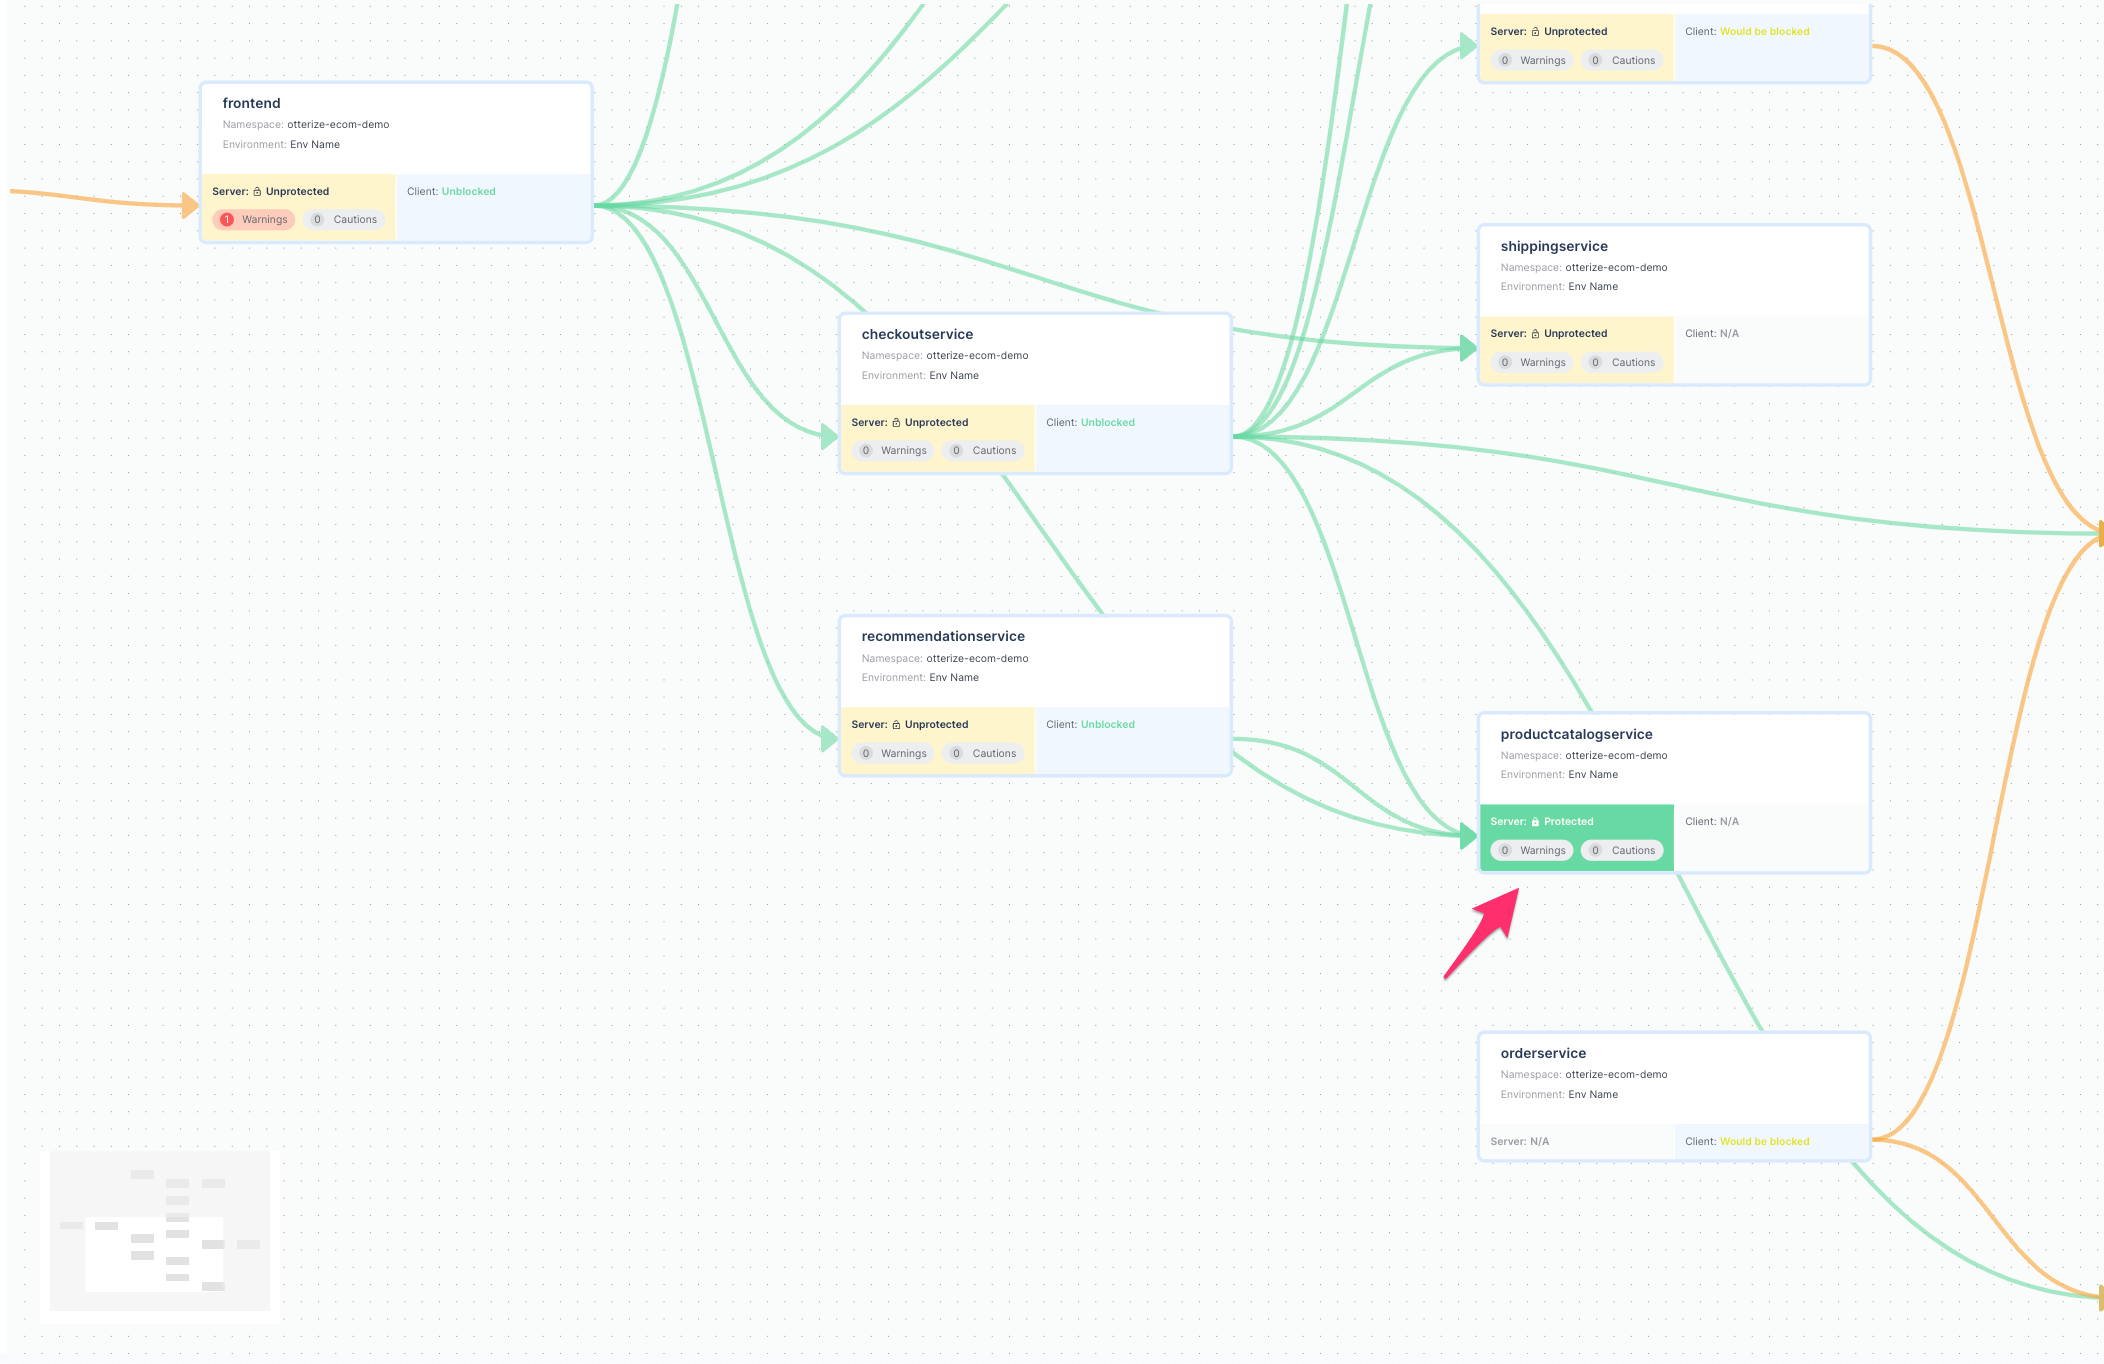 Server: Unprotected
Client: Would be blocked
0 Warnings
0 Cautions
frontend
Namespace: otterize-ecom-demo
Environment: Env Name
Server: Unprotected
Client: Unblocked
1 Warnings
0 Cautions
shippingservice
Namespace: otterize-ecom-demo
Environment: Env Name
Server: Unprotected
Client: N/A
0 Warnings
0 Cautions
checkoutservice
Namespace: otterize-ecom-demo
Environment: Env Name
Server: Unprotected
Client: Unblocked
0 Warnings
0 Cautions
recommendationservice
Namespace: otterize-ecom-demo
Environment: Env Name
Server: Unprotected
Client: Unblocked
0 Warnings
0 Cautions
productcatalogservice
Namespace: otterize-ecom-demo
Environment: Env Name
Server: Protected
Client: N/A
0 Warnings
0 Cautions
orderservice
Namespace: otterize-ecom-demo
Environment: Env Name
Server: N/A
Client: Would be blocked